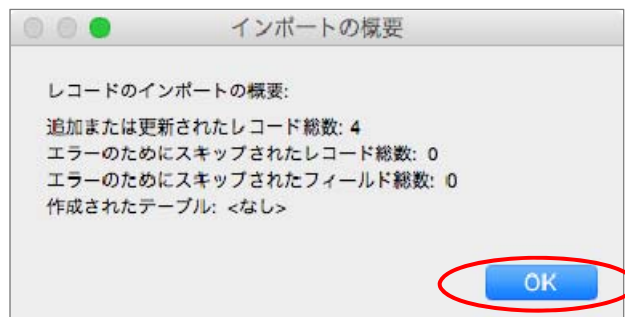 インポートの概要
レコードのインポートの概要:
追加または更新されたレコード総数: 4
エラーのためにスキップされたレコード総数: 0
エラーのためにスキップされたフィールド総数: 0
作成されたテーブル: <なし>
OK